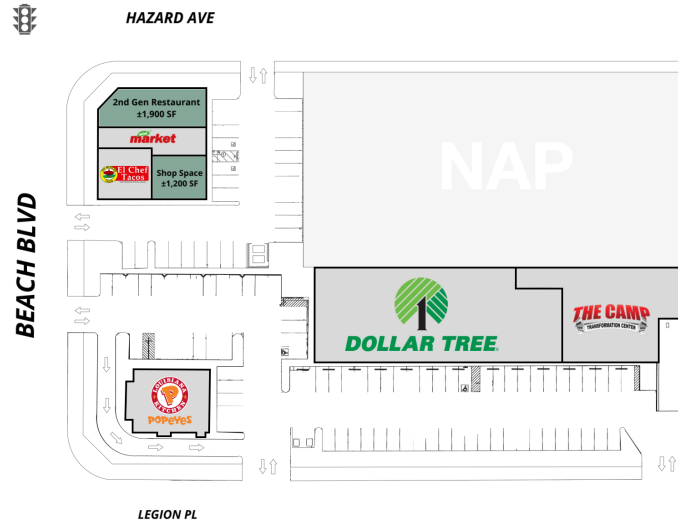 HAZARD AVE
2nd Gen Restaurant
±1,900 SF
market
El Chef
Tacos
Shop Space
±1,200 SF
NAP
BEACH BLVD
DOLLAR TREE
THE CAMP
TRANSFORMATION CENTER
LOUISIANA
KITCHEN
POPEYES
LEGION PL